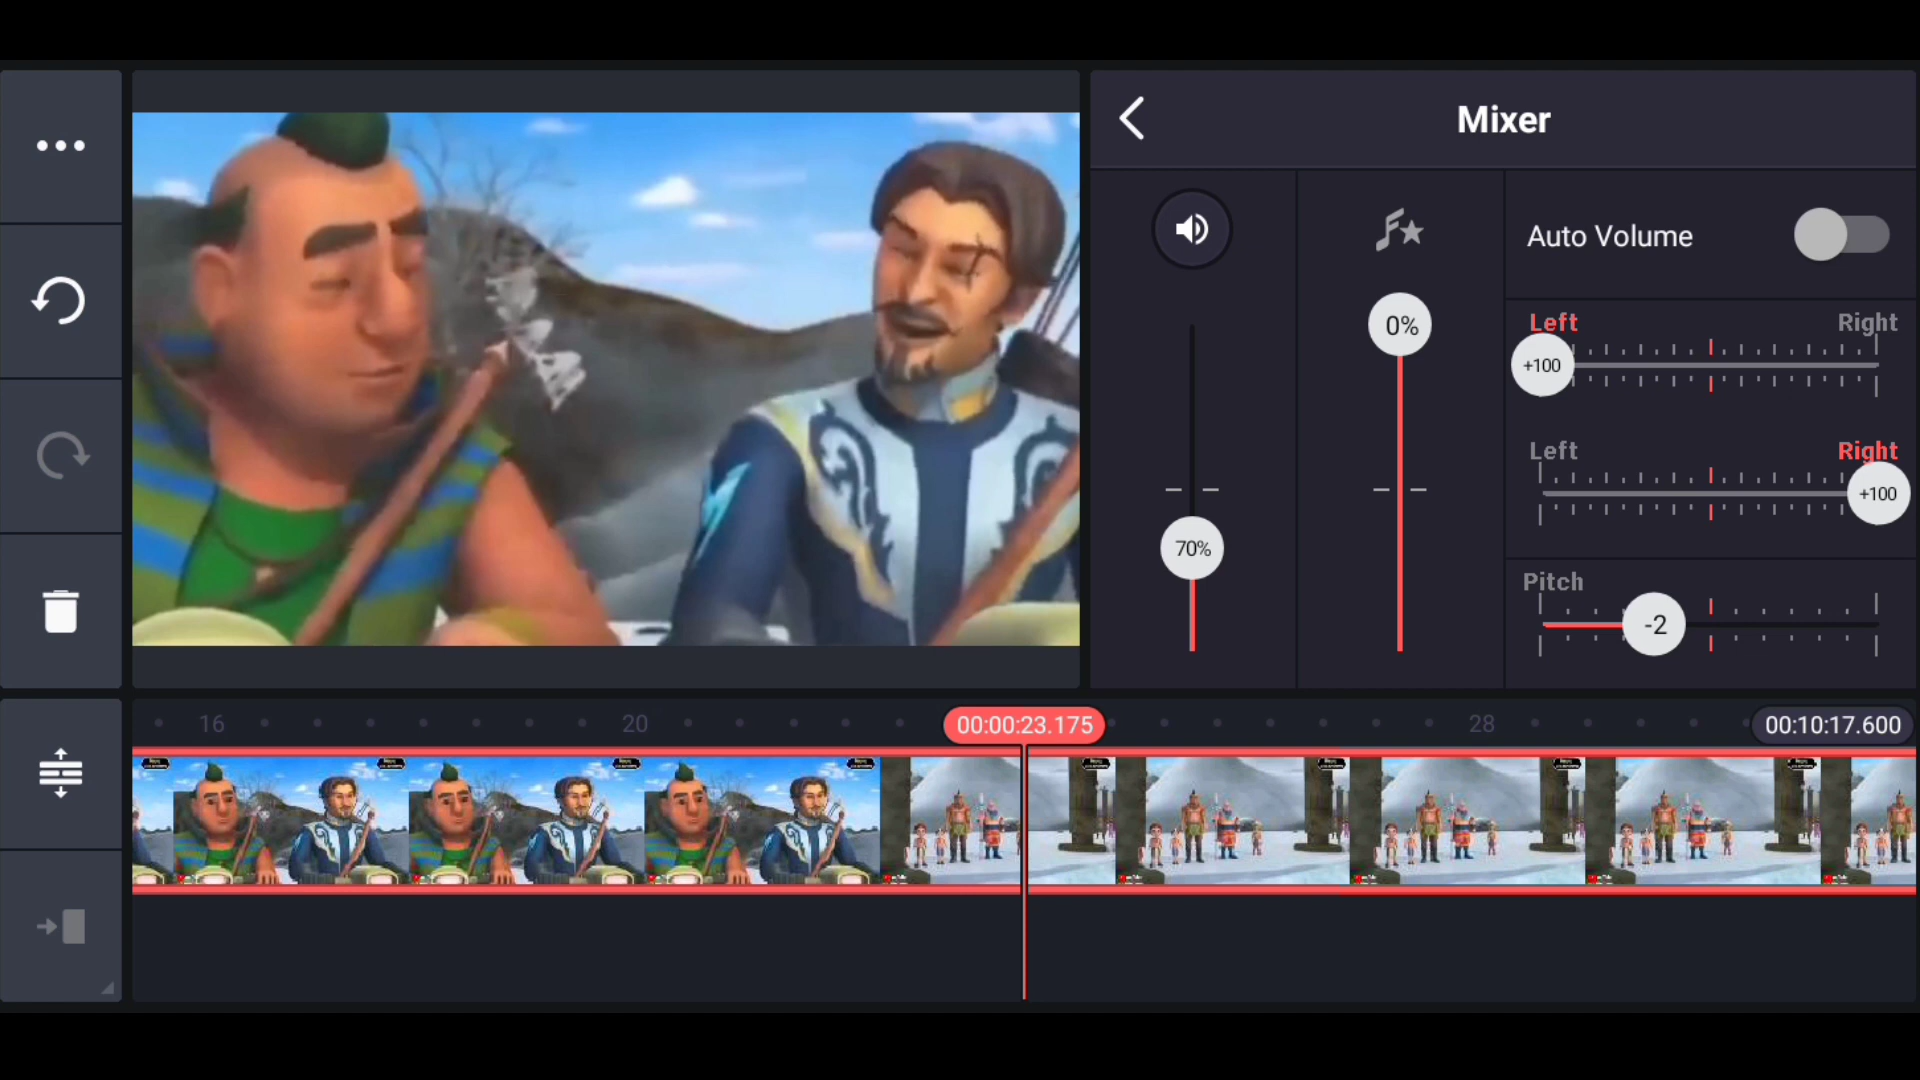 Mixer
Auto Volume
0%
Left Right
+100
Left Right
+100
70%
Pitch
-2
16 20 00:00:23.175 28 00:10:17.600